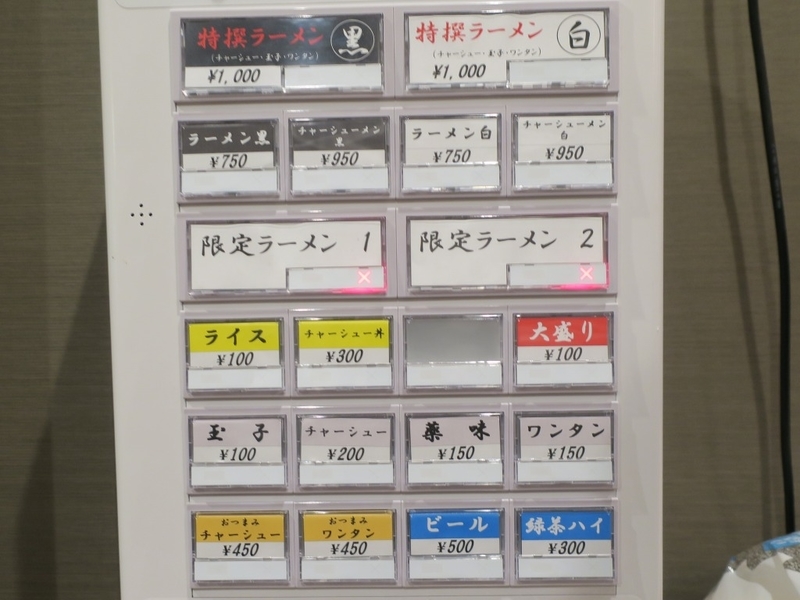 特撰ラーメン 黒
(チャーシュー・玉子・ワンタン)
¥1,000
特撰ラーメン 白
(チャーシュー・玉子・ワンタン)
¥1,000
ラーメン黒
¥750
チャーシューメン
黒
¥950
ラーメン白
¥750
チャーシューメン
白
¥950
限定ラーメン 1
×
限定ラーメン 2
×
ライス
¥100
チャーシュー丼
¥300
大盛り
¥100
玉子
¥100
チャーシュー
¥200
薬味
¥150
ワンタン
¥150
おつまみ
チャーシュー
¥450
おつまみ
ワンタン
¥450
ビール
¥500
緑茶ハイ
¥300